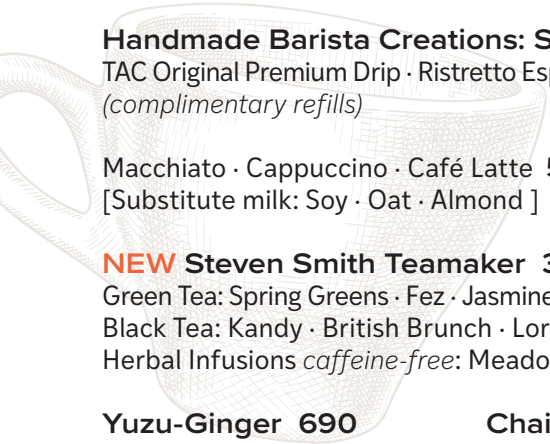 Handmade Barista Creations: S
TAC Original Premium Drip · Ristretto Es
(complimentary refills)
Macchiato · Cappuccino · Café Latte
[Substitute milk: Soy · Oat · Almond ]
NEW Steven Smith Teamaker 3
Green Tea: Spring Greens · Fez · Jasmine
Black Tea: Kandy · British Brunch · Lor
Herbal Infusions caffeine-free: Meado
Yuzu-Ginger 690 Chai